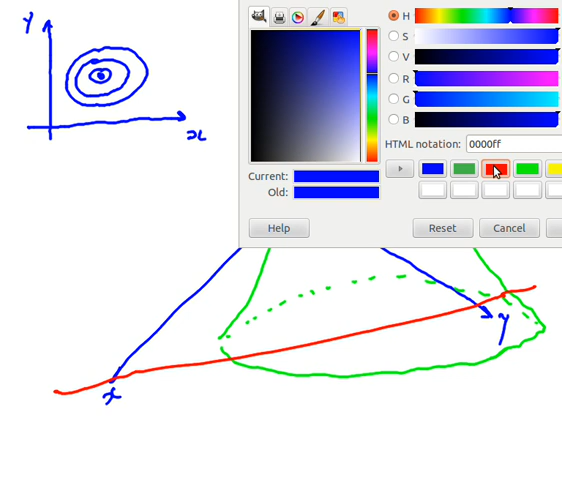 Y
x
H
S
V
R
G
B
HTML notation: 0000ff
Current:
Old:
Help
Reset
Cancel
x
y